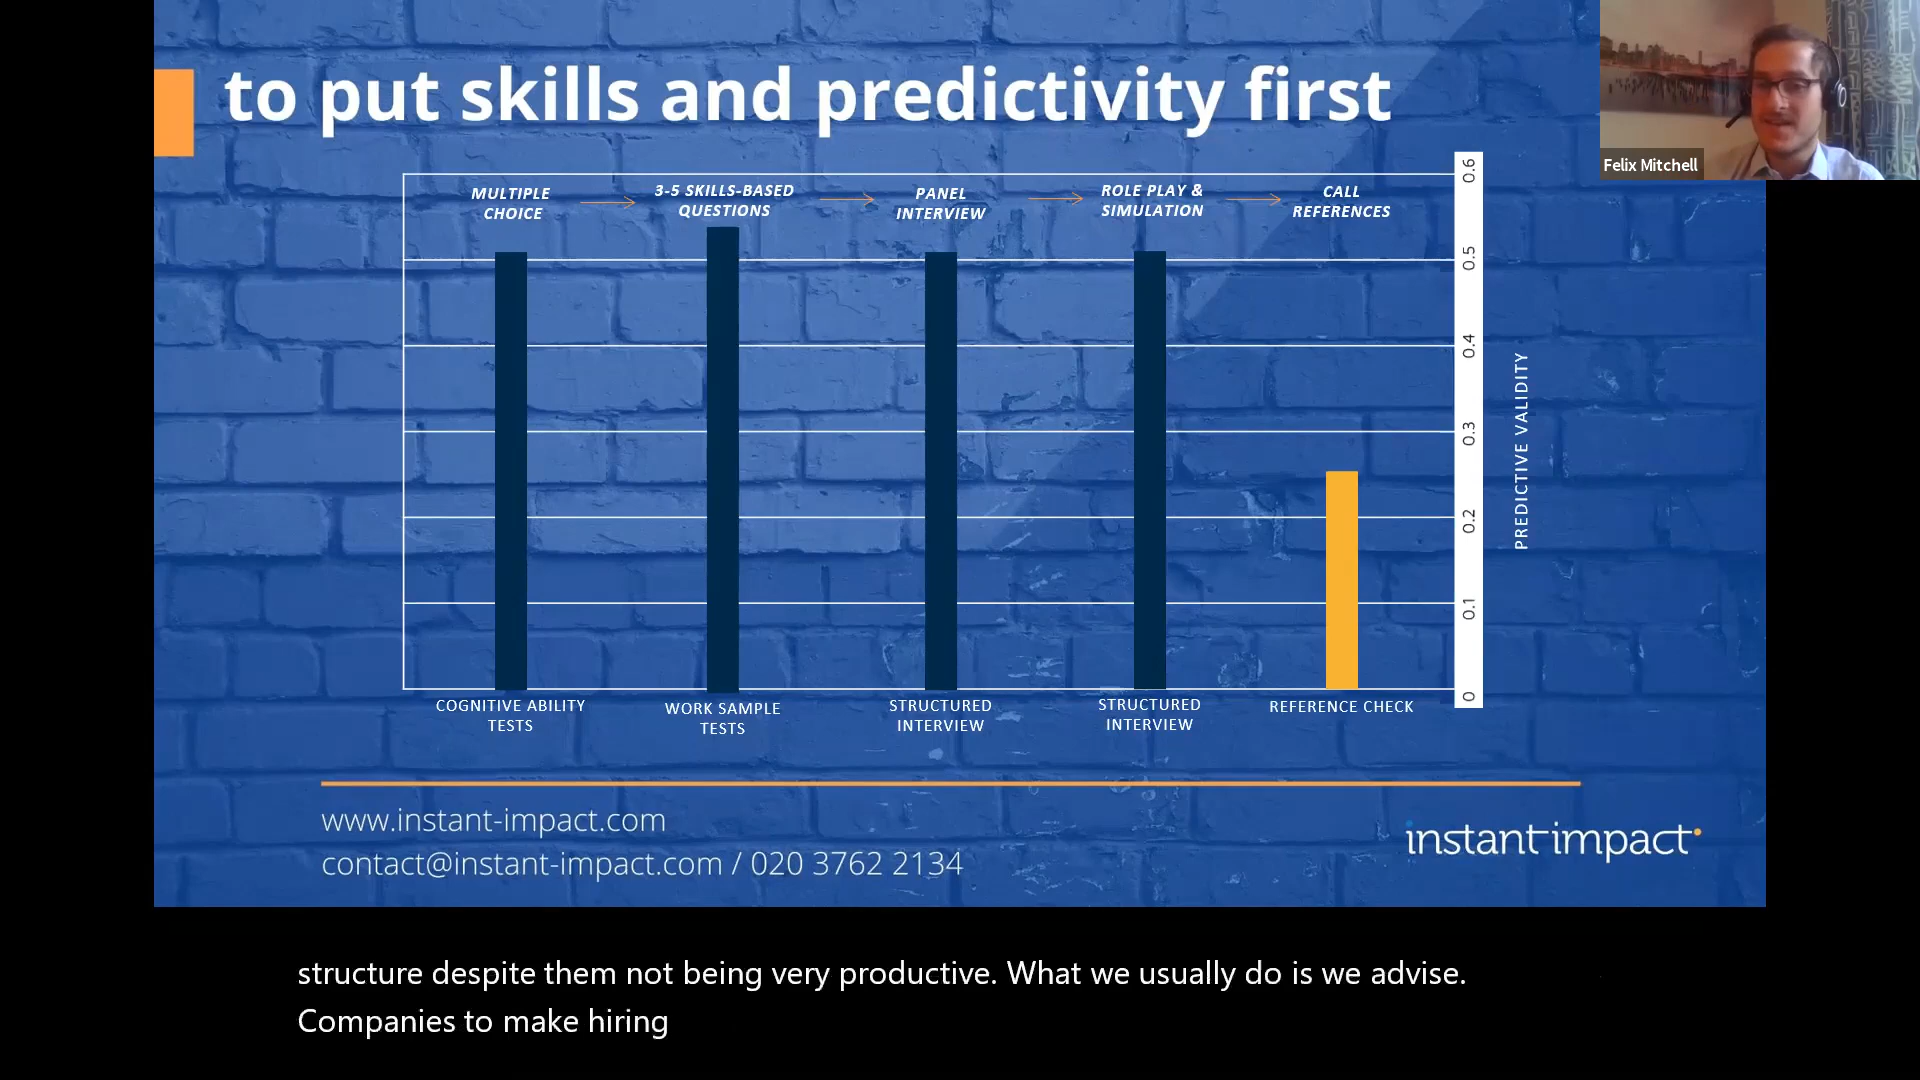 to put skills and predictivity first
Felix Mitchell
MULTIPLE
CHOICE
3-5 SKILLS-BASED
QUESTIONS
PANEL
INTERVIEW
ROLE PLAY &
SIMULATION
CALL
REFERENCES
0.6
0.5
0.4
0.3
0.2
0.1
0
PREDICTIVE VALIDITY
COGNITIVE ABILITY
TESTS
WORK SAMPLE
TESTS
STRUCTURED
INTERVIEW
STRUCTURED
INTERVIEW
REFERENCE CHECK
www.instant-impact.com
contact@instant-impact.com / 020 3762 2134
instant impact
structure despite them not being very productive. What we usually do is we advise.
Companies to make hiring